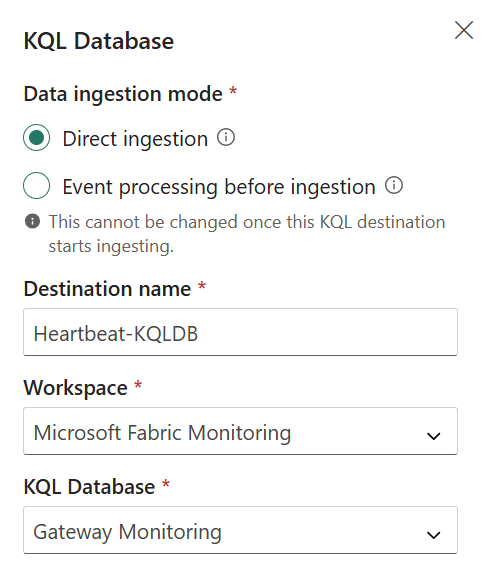 KQL Database
Data ingestion mode *
Direct ingestion
Event processing before ingestion
This cannot be changed once this KQL destination
starts ingesting.
Destination name *
Heartbeat-KQLDB
Workspace *
Microsoft Fabric Monitoring
KQL Database *
Gateway Monitoring